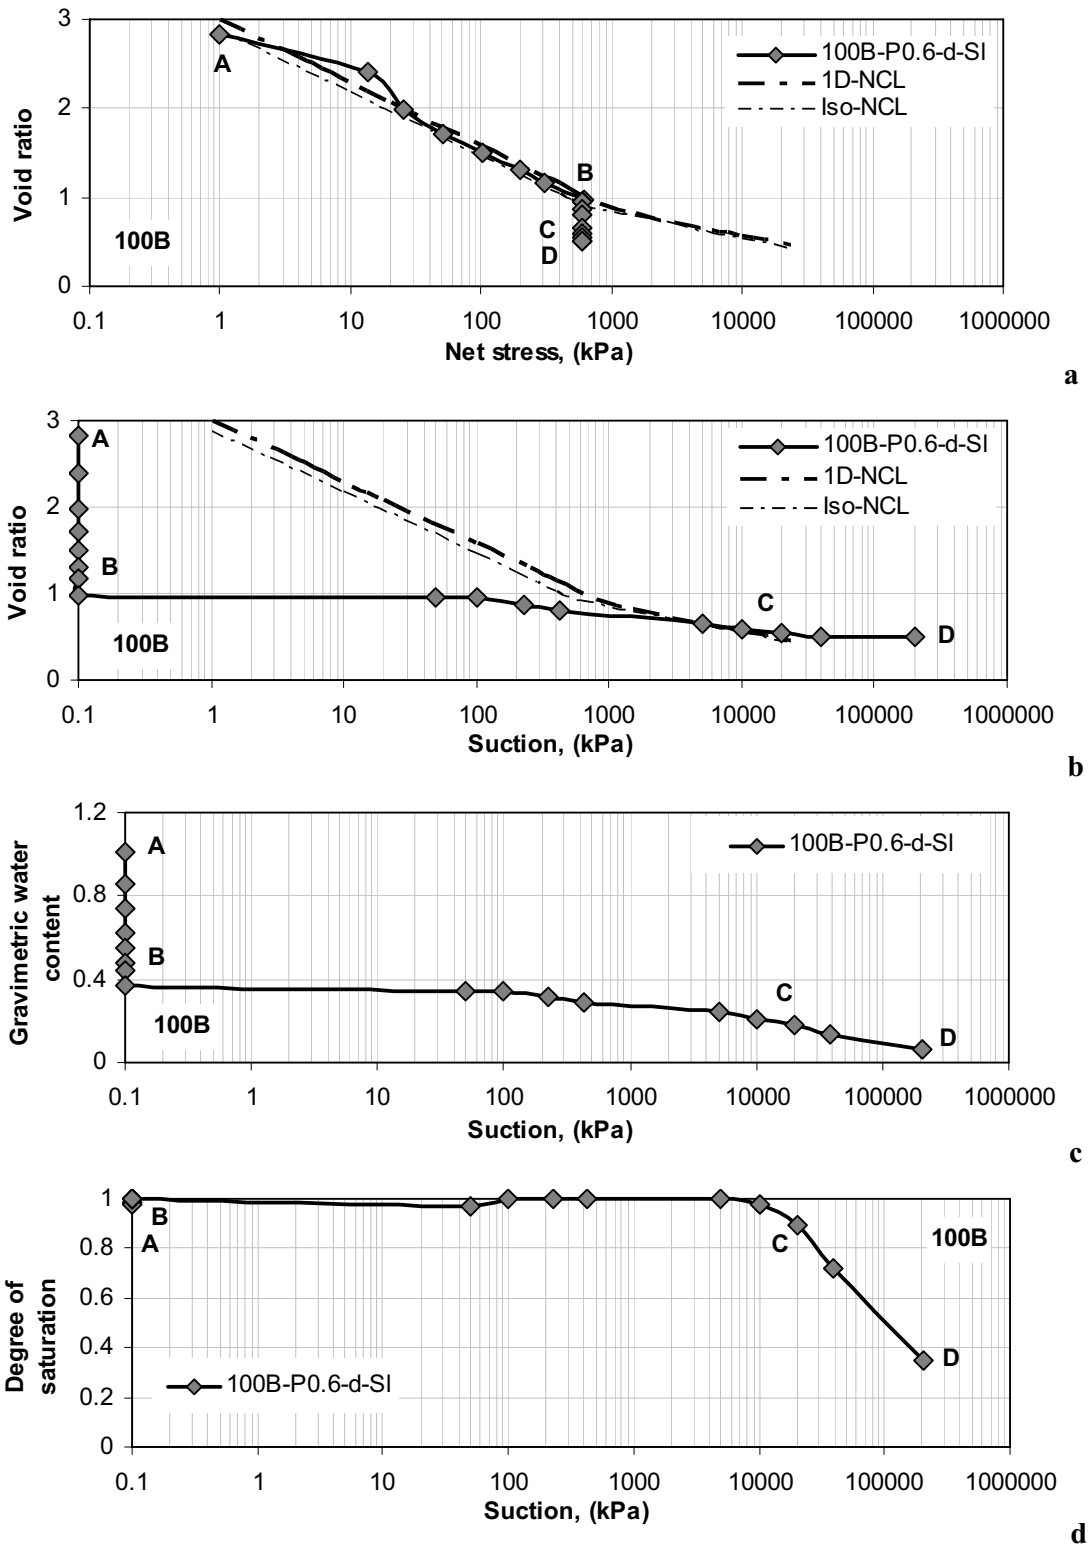 3
2
1
0
Void ratio
100B-P0.6-d-SI
1D-NCL
Iso-NCL
A
B
C
D
100B
0.1 1 10 100 1000 10000 100000 1000000
Net stress, (kPa)
a
3
2
1
0
Void ratio
100B-P0.6-d-SI
1D-NCL
Iso-NCL
A
B
C
D
100B
0.1 1 10 100 1000 10000 100000 1000000
Suction, (kPa)
b
1.2
0.8
0.4
0
Gravimetric water
content
100B-P0.6-d-SI
A
B
C
D
100B
0.1 1 10 100 1000 10000 100000 1000000
Suction, (kPa)
c
1
0.8
0.6
0.4
0.2
0
Degree of
saturation
B
A
100B
C
D
100B-P0.6-d-SI
0.1 1 10 100 1000 10000 100000 1000000
Suction, (kPa)
d